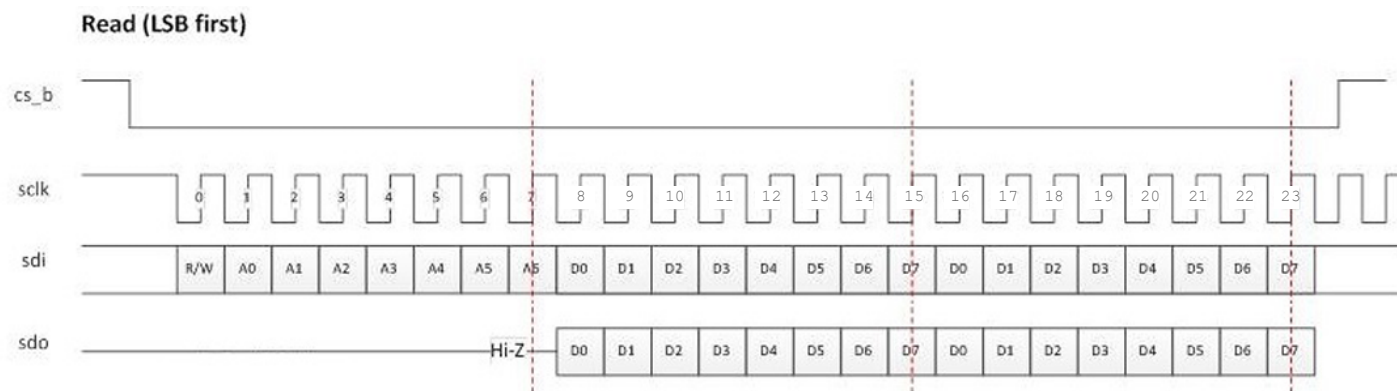 Read (LSB first)
cs_b
sclk 0 1 2 3 4 5 6 7 8 9 10 11 12 13 14 15 16 17 18 19 20 21 22 23
sdi R/W A0 A1 A2 A3 A4 A5 A6 D0 D1 D2 D3 D4 D5 D6 D7 D0 D1 D2 D3 D4 D5 D6 D7
sdo Hi-Z D0 D1 D2 D3 D4 D5 D6 D7 D0 D1 D2 D3 D4 D5 D6 D7